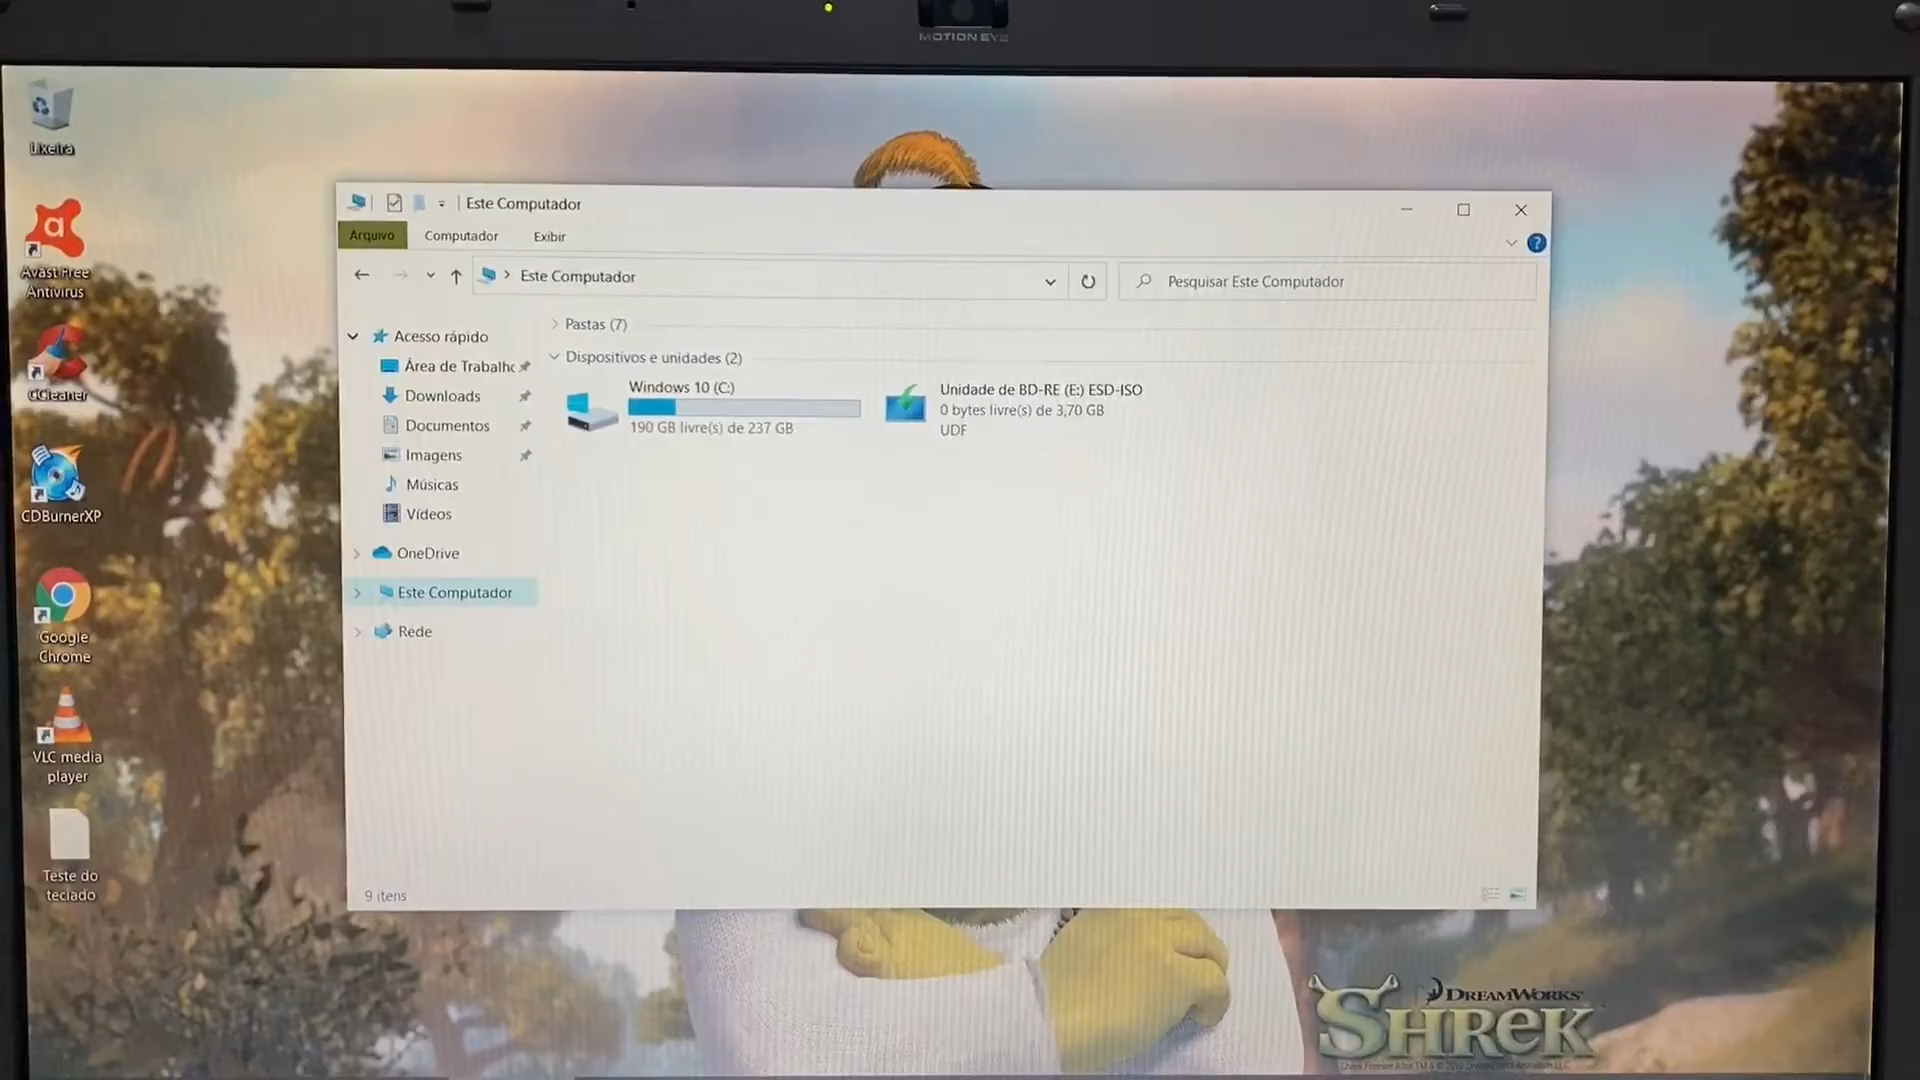 MOTION EYE
Lixeira
Avast Free
Antivirus
CCleaner
CDBurnerXP
Google
Chrome
VLC media
player
Teste do
teclado
Este Computador
Arquivo
Computador
Exibir
?
Este Computador
Pesquisar Este Computador
Acesso rápido
Área de Trabalho
Downloads
Documentos
Imagens
Músicas
Vídeos
OneDrive
Este Computador
Rede
Pastas (7)
Dispositivos e unidades (2)
Windows 10 (C:)
190 GB livre(s) de 237 GB
Unidade de BD-RE (E:) ESD-ISO
0 bytes livre(s) de 3,70 GB
UDF
9 itens
DREAMWORKS
SHREK